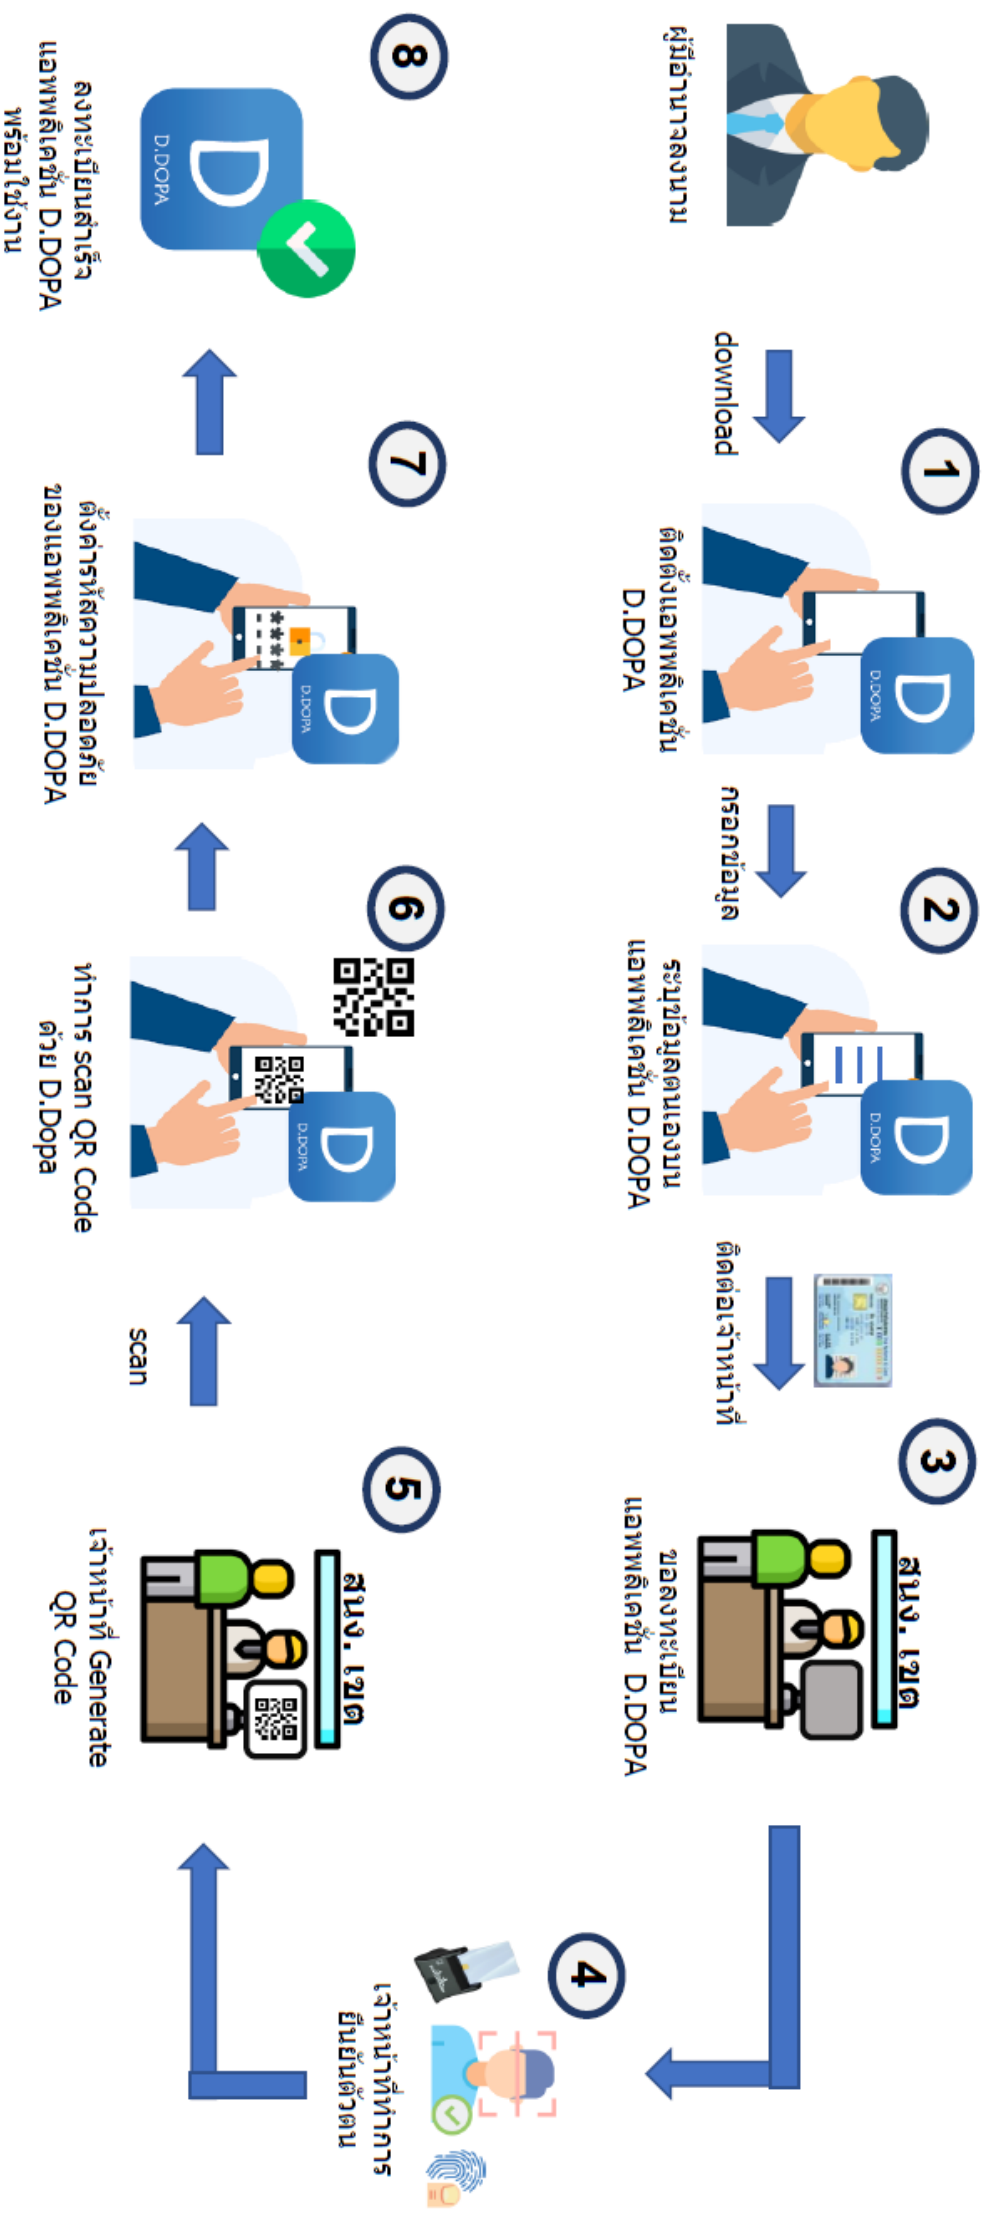 ผู้มีอำนาจลงนาม
download
1
D
D.DOPA
ติดตั้งแอพพลิเคชั่น
D.DOPA
กรอกข้อมูล
2
D
D.DOPA
ระบุข้อมูลตนเองบน
แอพพลิเคชั่น D.DOPA
ติดต่อเจ้าหน้าที่
3
สนง. เขต
ขอลงทะเบียน
แอพพลิเคชั่น D.DOPA
4
เจ้าหน้าที่ทำการ
ยืนยันตัวตน
5
สนง. เขต
เจ้าหน้าที่ Generate
QR Code
scan
6
D
D.DOPA
ทำการ scan QR Code
ด้วย D.Dopa
7
****
D
D.DOPA
ตั้งค่ารหัสความปลอดภัย
ของแอพพลิเคชั่น D.DOPA
8
D
D.DOPA
ลงทะเบียนสำเร็จ
แอพพลิเคชั่น D.DOPA
พร้อมใช้งาน